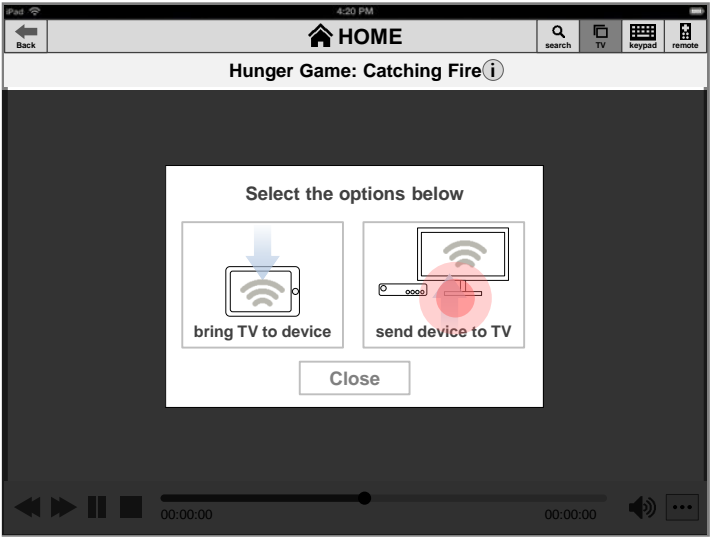 iPad 4:20 PM
Back HOME search TV keypad remote
Hunger Game: Catching Fire i
Select the options below
bring TV to device send device to TV
Close
00:00:00 00:00:00